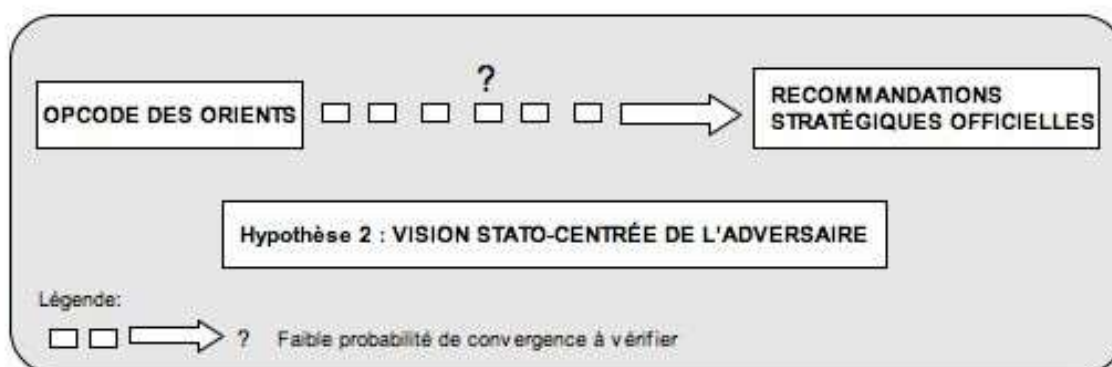 ?
OPCODE DES ORIENTS
RECOMMANDATIONS
STRATÉGIQUES OFFICIELLES
Hypothèse 2 : VISION STATO-CENTRÉE DE L'ADVERSAIRE
Légende:
? Faible probabilité de convergence à vérifier